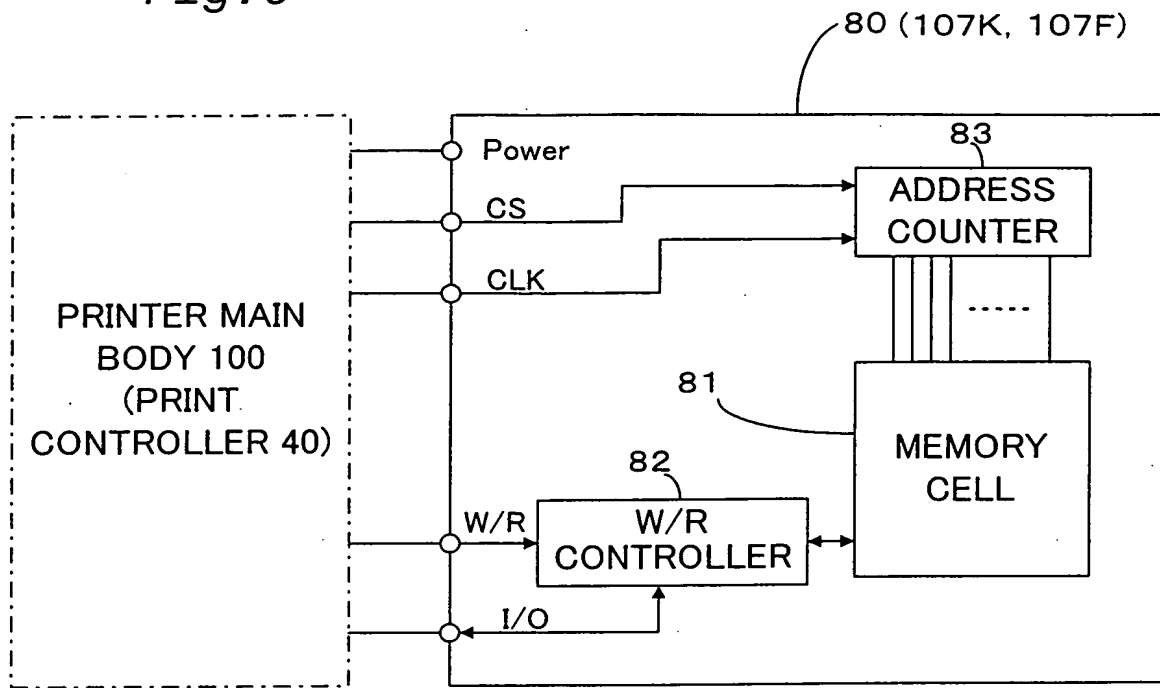 80 (107K, 107F)
83
Power
ADDRESS
COUNTER
CS
CLK
PRINTER MAIN
BODY 100
(PRINT
CONTROLLER 40)
81
MEMORY
CELL
82
W/R
W/R
CONTROLLER
I/O